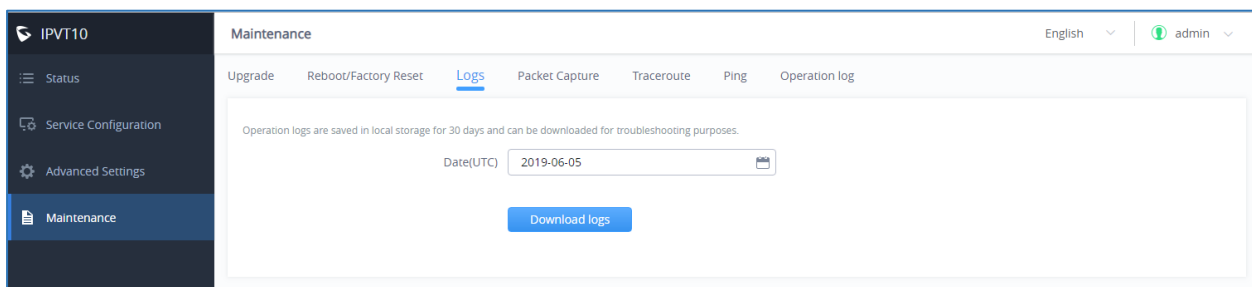 IPVT10
Maintenance
English
admin
Status
Service Configuration
Advanced Settings
Maintenance
Upgrade Reboot/Factory Reset Logs Packet Capture Traceroute Ping Operation log
Operation logs are saved in local storage for 30 days and can be downloaded for troubleshooting purposes.
Date(UTC) 2019-06-05
Download logs